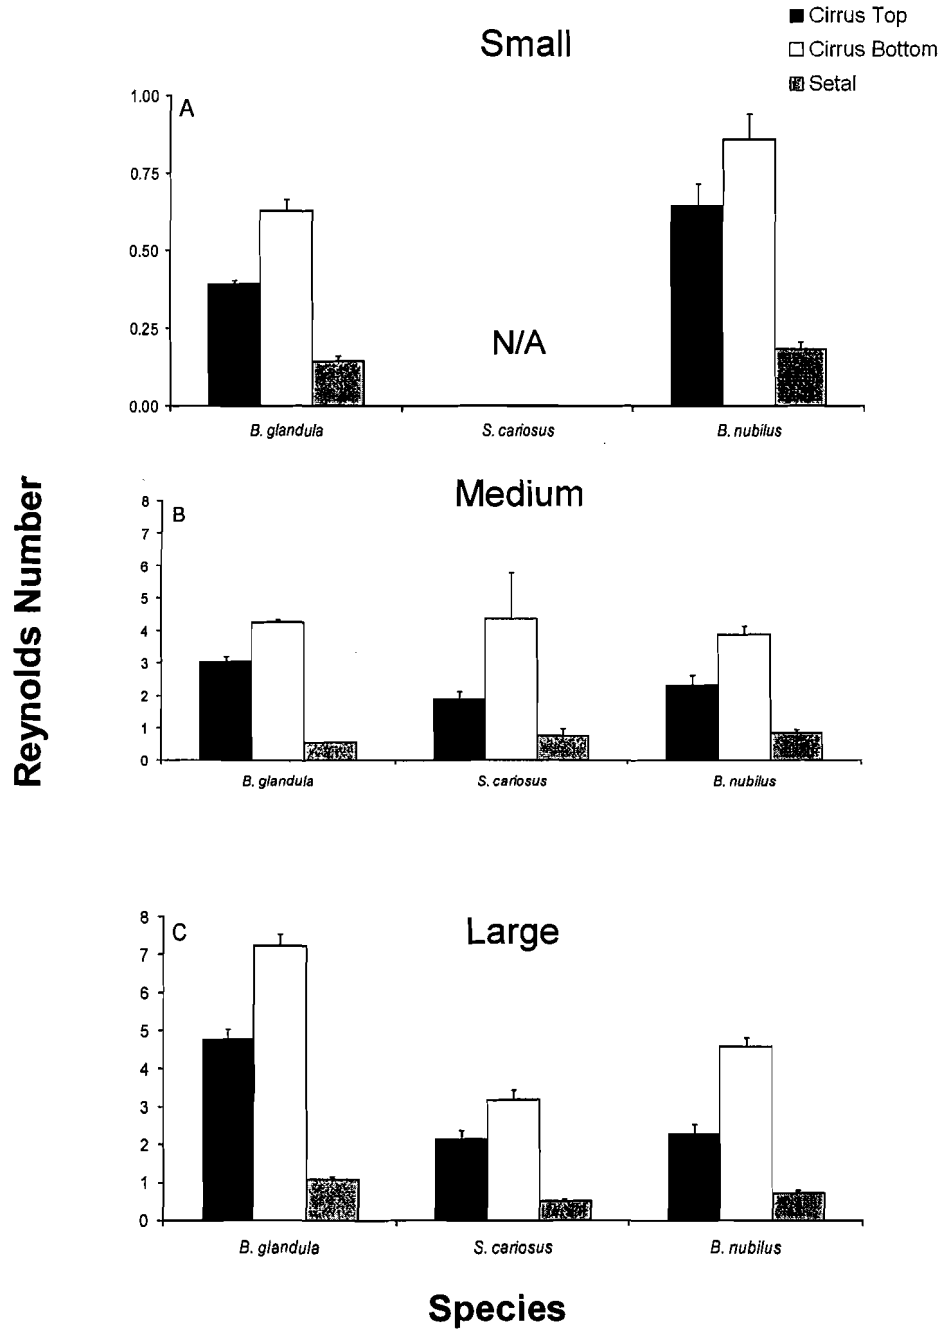 Cirrus Top
Small
Cirrus Bottom
Setal
1.00
A
0.75
0.50
0.25
N/A
0.00
B. glandula
S. cariosus
B. nubilus
Medium
8
B
7
6
5
4
3
2
1
0
B. glandula
S. cariosus
B. nubilus
Reynolds Number
8
C
Large
7
6
5
4
3
2
1
0
B. glandula
S. cariosus
B. nubilus
Species